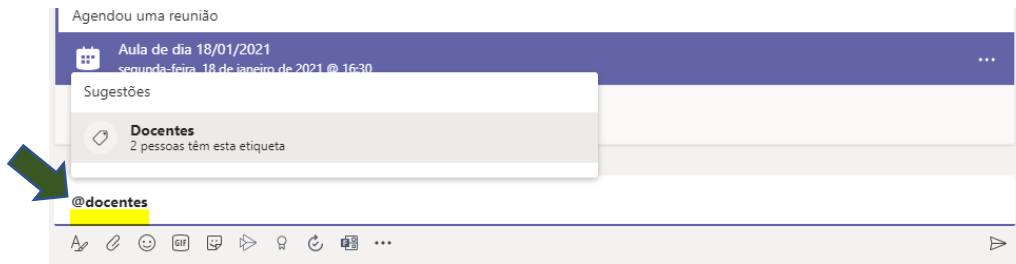 Agendou uma reunião
Aula de dia 18/01/2021
segunda-feira, 18 de janeiro de 2021 @ 16:30
Sugestões
Docentes
2 pessoas têm esta etiqueta
@docentes
GIF